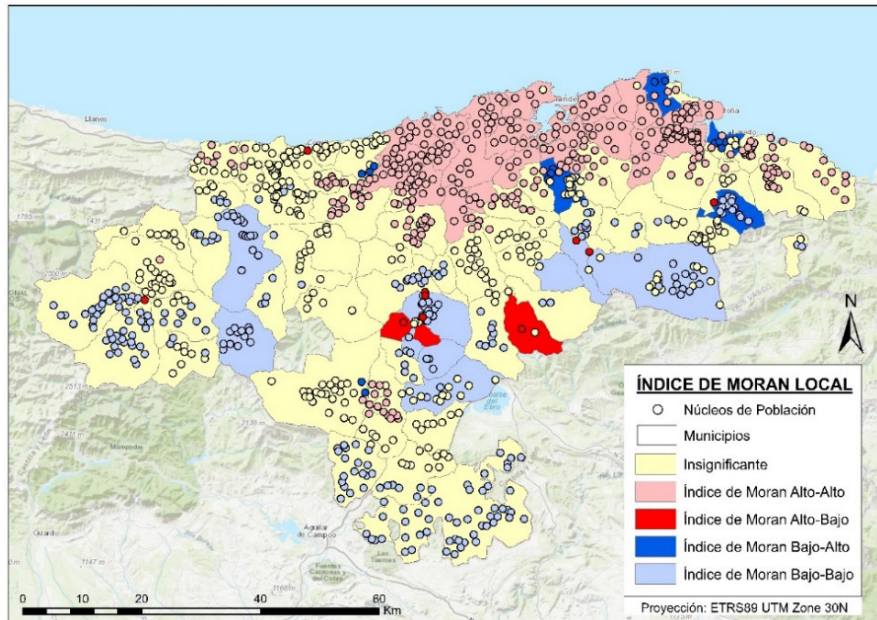 Llanes
N
ÍNDICE DE MORAN LOCAL
Núcleos de Población
Municipios
Insignificante
Índice de Moran Alto-Alto
Índice de Moran Alto-Bajo
Índice de Moran Bajo-Alto
Índice de Moran Bajo-Bajo
Proyección: ETRS89 UTM Zone 30N
Guardo
Aguilar
de Campoo
0 10 20 40 60
Km